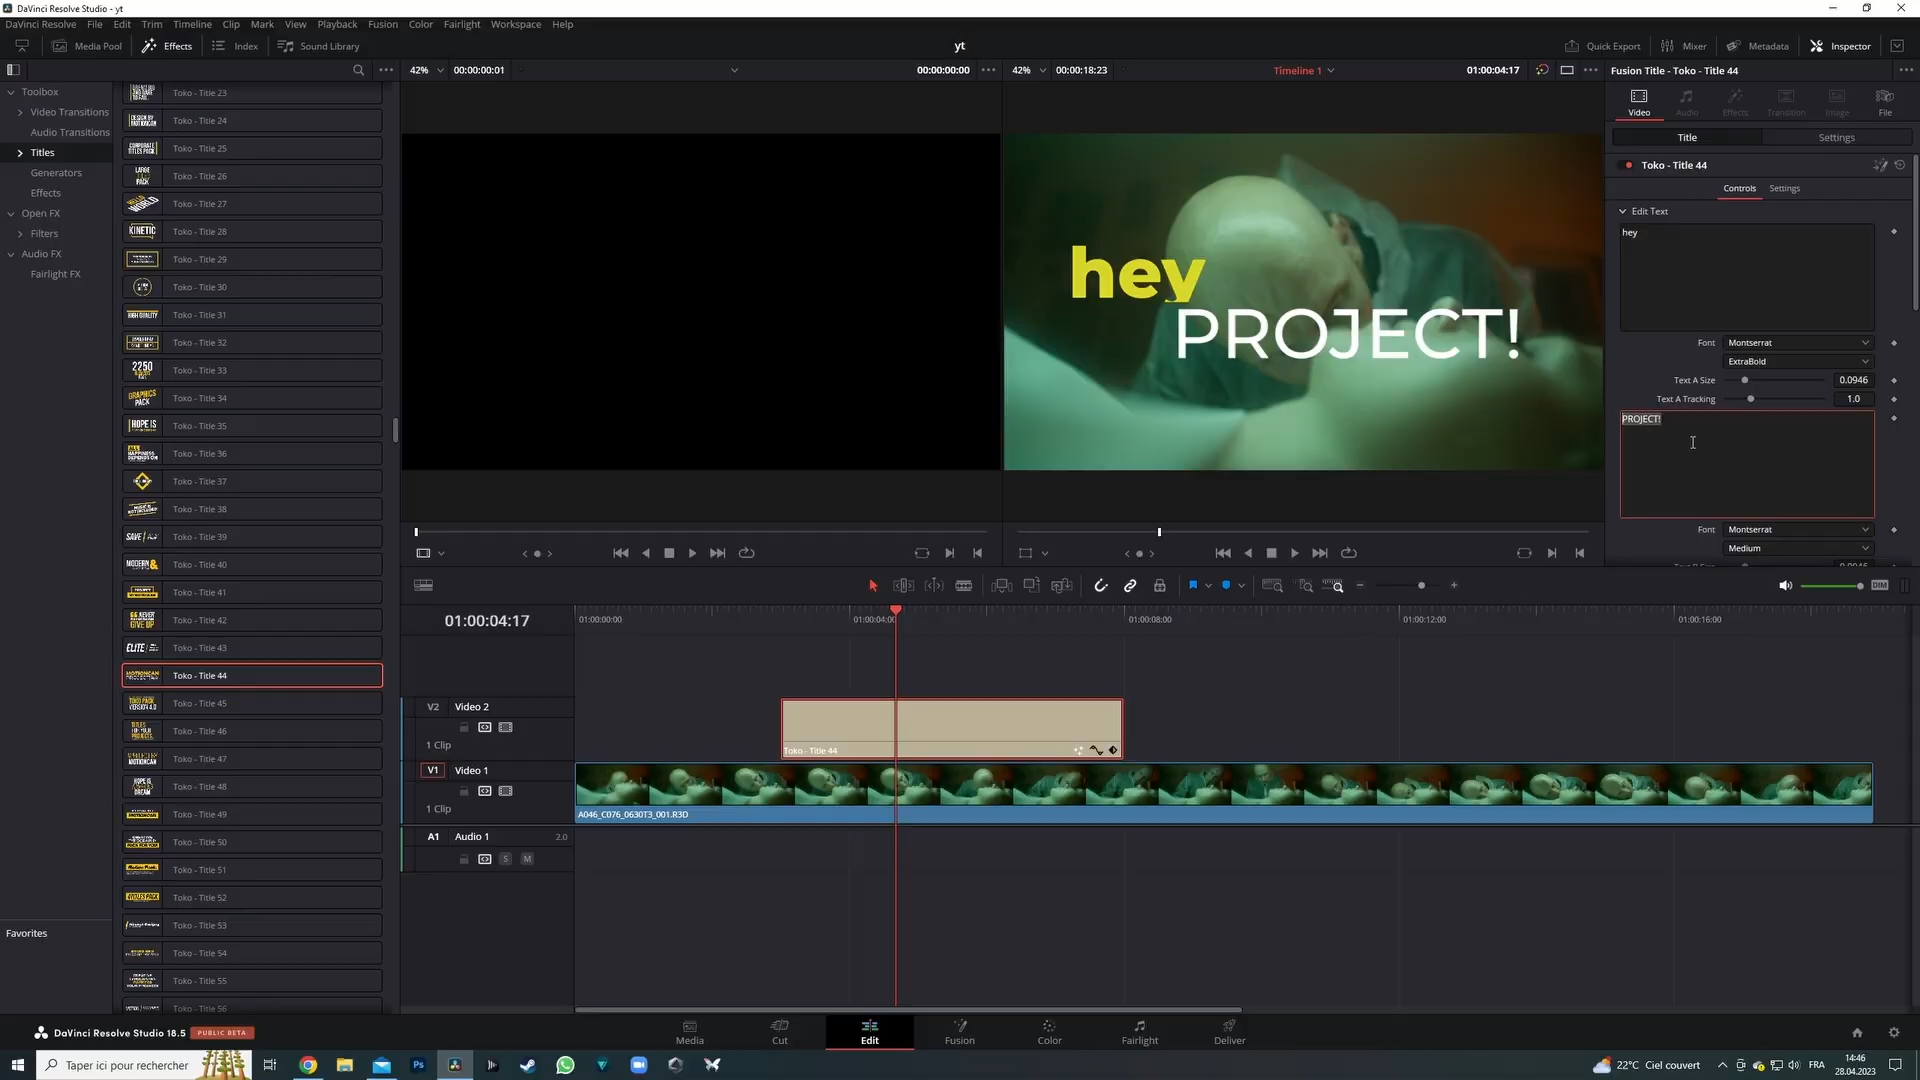 DaVinci Resolve Studio - yt
DaVinci Resolve File Edit Trim Timeline Clip Mark View Playback Fusion Color Fairlight Workspace Help
Media Pool Effects Index Sound Library yt Quick Export Mixer Metadata Inspector
42% 00:00:00:01 00:00:00:00 42% 00:00:18:23 Timeline 1 01:00:04:17 Fusion Title - Toko - Title 44
Toolbox
Video Transitions
Audio Transitions
Titles
Generators
Effects
Open FX
Filters
Audio FX
Fairlight FX
Favorites
Toko - Title 23
Toko - Title 24
Toko - Title 25
Toko - Title 26
Toko - Title 27
KINETIC
Toko - Title 28
Toko - Title 29
Toko - Title 30
HIGH QUALITY
Toko - Title 31
Toko - Title 32
2250
Toko - Title 33
GRAPHICS
PACK
Toko - Title 34
HOPE IS
Toko - Title 35
Toko - Title 36
Toko - Title 37
Toko - Title 38
Toko - Title 39
MODERN&
Toko - Title 40
Toko - Title 41
Toko - Title 42
ELITE
Toko - Title 43
MOTIONCAN
Toko - Title 44
Toko - Title 45
Toko - Title 46
Toko - Title 47
Toko - Title 48
Toko - Title 49
Toko - Title 50
Toko - Title 51
Toko - Title 52
Toko - Title 53
Toko - Title 54
Toko - Title 55
Toko - Title 56
hey
PROJECT!
Video Audio Effects Transition Image File
Title Settings
Toko - Title 44
Controls Settings
Edit Text
hey
Font Montserrat
ExtraBold
Text A Size 0.0946
Text A Tracking 1.0
PROJECT!
Font Montserrat
Medium
DIM
01:00:04:17
01:00:00:00 01:00:04:00 01:00:08:00 01:00:12:00 01:00:16:00
V2 Video 2
1 Clip
Toko - Title 44
V1 Video 1
1 Clip
A046_C076_0630T3_001.R3D
A1 Audio 1 2.0
S M
DaVinci Resolve Studio 18.5 PUBLIC BETA
Media Cut Edit Fusion Color Fairlight Deliver
Taper ici pour rechercher
Ps
22°C Ciel couvert
FRA
14:46
28.04.2023